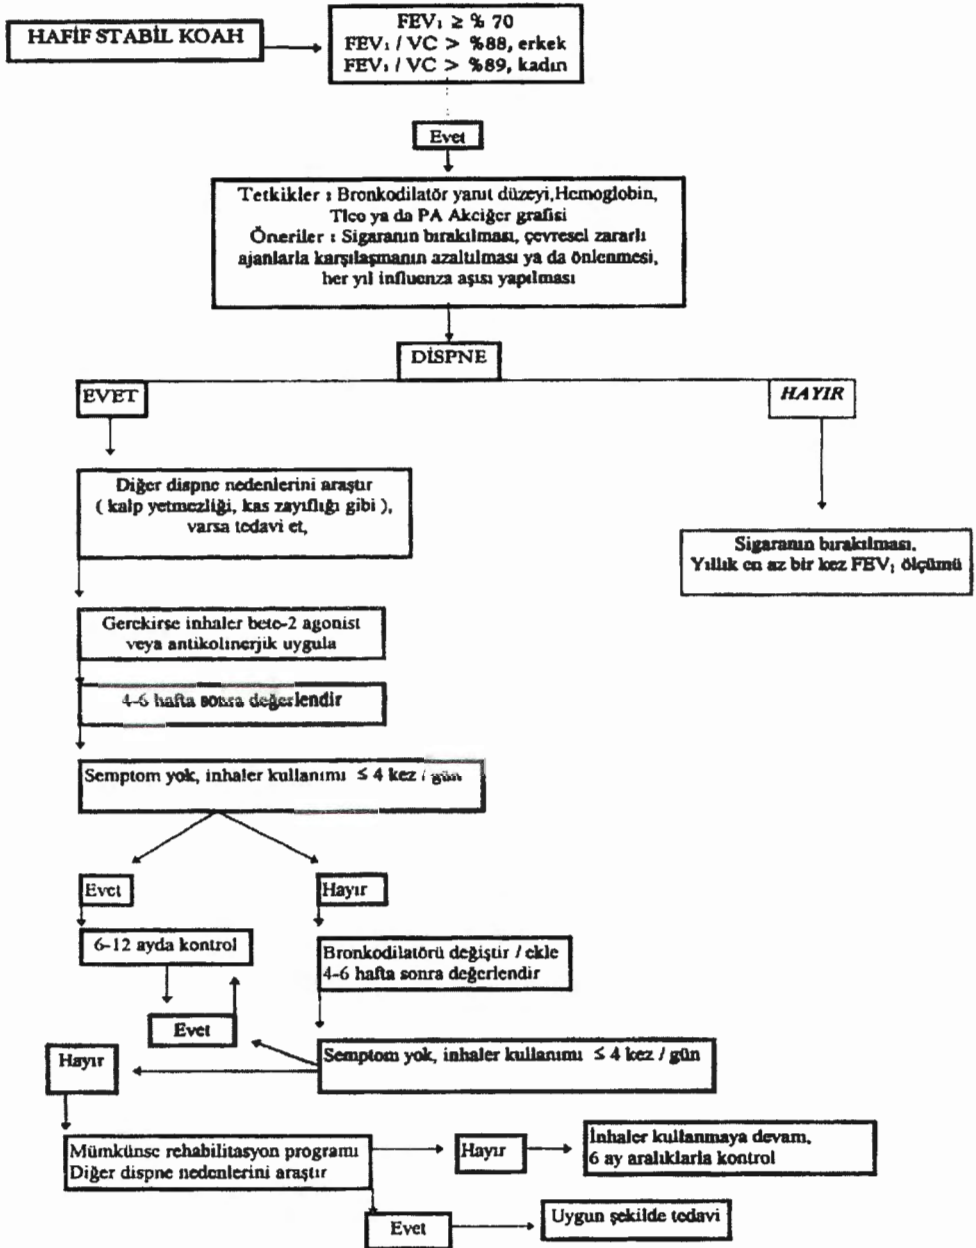 HAFİF STABİL KOAH
FEV₁ ≥ % 70
FEV₁ / VC > %88, erkek
FEV₁ / VC > %89, kadın
Evet
Tetkikler : Bronkodilatör yanıt düzeyi,Hemoglobin,
Tlco ya da PA Akciğer grafisi
Öneriler : Sigaranın bırakılması, çevresel zararlı
ajanlarla karşılaşmanın azaltılması ya da önlenmesi,
her yıl influenza aşısı yapılması
DİSPNE
EVET
HAYIR
Diğer dispne nedenlerini araştır
( kalp yetmezliği, kas zayıflığı gibi ),
varsa tedavi et,
Sigaranın bırakılması,
Yıllık en az bir kez FEV₁ ölçümü
Gerekirse inhaler beta-2 agonist
veya antikolinerjik uygula
4-6 hafta sonra değerlendir
Semptom yok, inhaler kullanımı ≤ 4 kez / gün
Evet
Hayır
6-12 ayda kontrol
Bronkodilatörü değiştir / ekle
4-6 hafta sonra değerlendir
Evet
Semptom yok, inhaler kullanımı ≤ 4 kez / gün
Hayır
Mümkünse rehabilitasyon programı
Diğer dispne nedenlerini araştır
Hayır
İnhaler kullanmaya devam,
6 ay aralıklarla kontrol
Evet
Uygun şekilde tedavi